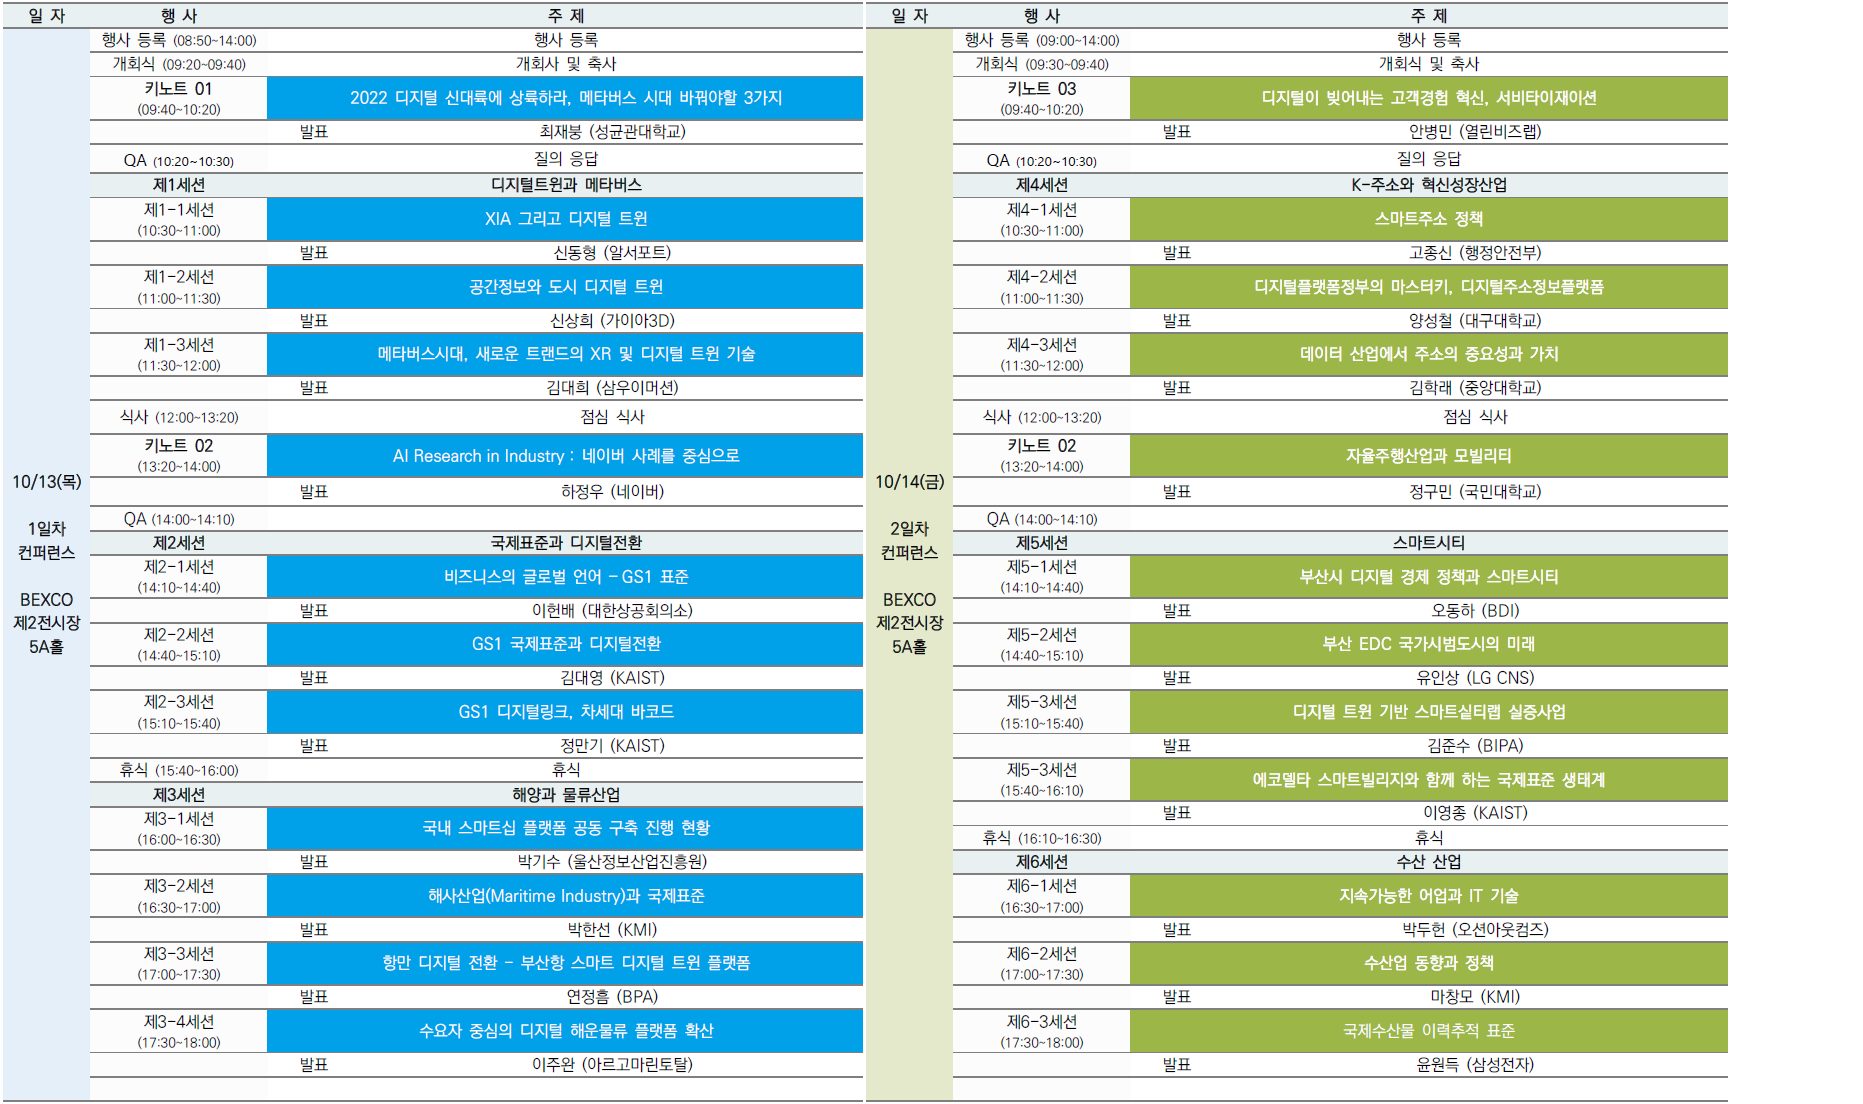 일 자 행 사 주 제
10/13(목)
1일차
컨퍼런스
BEXCO
제2전시장
5A홀
행사 등록 (08:50~14:00) 행사 등록
개회식 (09:20~09:40) 개회사 및 축사
키노트 01
(09:40~10:20)
2022 디지털 신대륙에 상륙하라, 메타버스 시대 바꿔야할 3가지
발표 최재붕 (성균관대학교)
QA (10:20~10:30) 질의 응답
제1세션 디지털트윈과 메타버스
제1-1세션
(10:30~11:00)
XIA 그리고 디지털 트윈
발표 신동형 (알서포트)
제1-2세션
(11:00~11:30)
공간정보와 도시 디지털 트윈
발표 신상희 (가이아3D)
제1-3세션
(11:30~12:00)
메타버스시대, 새로운 트랜드의 XR 및 디지털 트윈 기술
발표 김대희 (삼우이머션)
식사 (12:00~13:20) 점심 식사
키노트 02
(13:20~14:00)
AI Research in Industry : 네이버 사례를 중심으로
발표 하정우 (네이버)
QA (14:00~14:10)
제2세션 국제표준과 디지털전환
제2-1세션
(14:10~14:40)
비즈니스의 글로벌 언어 - GS1 표준
발표 이헌배 (대한상공회의소)
제2-2세션
(14:40~15:10)
GS1 국제표준과 디지털전환
발표 김대영 (KAIST)
제2-3세션
(15:10~15:40)
GS1 디지털링크, 차세대 바코드
발표 정만기 (KAIST)
휴식 (15:40~16:00) 휴식
제3세션 해양과 물류산업
제3-1세션
(16:00~16:30)
국내 스마트십 플랫폼 공동 구축 진행 현황
발표 박기수 (울산정보산업진흥원)
제3-2세션
(16:30~17:00)
해사산업(Maritime Industry)과 국제표준
발표 박한선 (KMI)
제3-3세션
(17:00~17:30)
항만 디지털 전환 - 부산항 스마트 디지털 트윈 플랫폼
발표 연정흠 (BPA)
제3-4세션
(17:30~18:00)
수요자 중심의 디지털 해운물류 플랫폼 확산
발표 이주완 (아르고마린토탈)
일 자 행 사 주 제
10/14(금)
2일차
컨퍼런스
BEXCO
제2전시장
5A홀
행사 등록 (09:00~14:00) 행사 등록
개회식 (09:30~09:40) 개회식 및 축사
키노트 03
(09:40~10:20)
디지털이 빚어내는 고객경험 혁신, 서비타이제이션
발표 안병민 (열린비즈랩)
QA (10:20~10:30) 질의 응답
제4세션 K-주소와 혁신성장산업
제4-1세션
(10:30~11:00)
스마트주소 정책
발표 고종신 (행정안전부)
제4-2세션
(11:00~11:30)
디지털플랫폼정부의 마스터키, 디지털주소정보플랫폼
발표 양성철 (대구대학교)
제4-3세션
(11:30~12:00)
데이터 산업에서 주소의 중요성과 가치
발표 김학래 (중앙대학교)
식사 (12:00~13:20) 점심 식사
키노트 02
(13:20~14:00)
자율주행산업과 모빌리티
발표 정구민 (국민대학교)
QA (14:00~14:10)
제5세션 스마트시티
제5-1세션
(14:10~14:40)
부산시 디지털 경제 정책과 스마트시티
발표 오동하 (BDI)
제5-2세션
(14:40~15:10)
부산 EDC 국가시범도시의 미래
발표 유인상 (LG CNS)
제5-3세션
(15:10~15:40)
디지털 트윈 기반 스마트싵티랩 실증사업
발표 김준수 (BIPA)
제5-3세션
(15:40~16:10)
에코델타 스마트빌리지와 함께 하는 국제표준 생태계
발표 이영종 (KAIST)
휴식 (16:10~16:30) 휴식
제6세션 수산 산업
제6-1세션
(16:30~17:00)
지속가능한 어업과 IT 기술
발표 박두헌 (오션아웃컴즈)
제6-2세션
(17:00~17:30)
수산업 동향과 정책
발표 마창모 (KMI)
제6-3세션
(17:30~18:00)
국제수산물 이력추적 표준
발표 윤원득 (삼성전자)